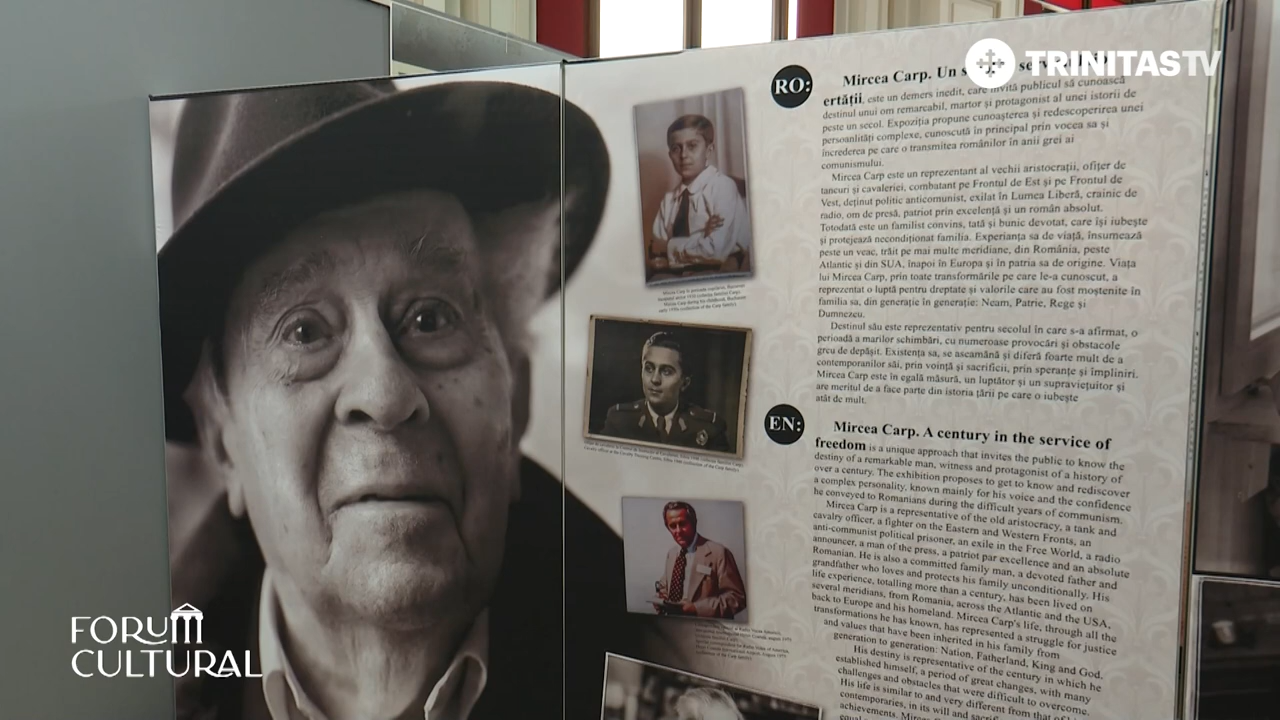 TRINITAS TV
RO:
Mircea Carp. Un
ertății, este un demers inedit, care invită publicul să cunoască
destinul unui om remarcabil, martor și protagonist al unei istorii de
peste un secol. Expoziția propune cunoașterea și redescoperirea unei
persoanlități complexe, cunoscută în principal prin vocea sa și
încrederea pe care o transmitea românilor în anii grei ai
comunismului.
Mircea Carp este un reprezentant al vechii aristocrații, ofițer de
tancuri și cavaleriei, combatant pe Frontul de Est și pe Frontul de
Vest, deținut politic anticomunist, exilat în Lumea Liberă, crainic de
radio, om de presă, patriot prin excelență și un român absolut.
Totodată este un familist convins, tată și bunic devotat, care își iubește
și protejează necondiționat familia. Experiența sa de viață, însumează
peste un veac, trăit pe mai multe meridiane, din România, peste
Atlantic și din SUA, înapoi în Europa și în patria sa de origine. Viața
lui Mircea Carp, prin toate transformările pe care le-a cunoscut, a
reprezentat o luptă pentru dreptate și valorile care au fost moștenite în
familia sa, din generație în generație: Neam, Patrie, Rege și
Dumnezeu.
Destinul său este reprezentativ pentru secolul în care s-a afirmat, o
perioadă a marilor schimbări, cu numeroase provocări și obstacole
greu de depășit. Existența sa, se aseamănă și diferă foarte mult de a
contemporanilor săi, prin voință și sacrificii, prin speranțe și împliniri.
Mircea Carp este în egală măsură, un luptător și un supraviețuitor și
are meritul de a face parte din istoria țării pe care o iubește
atât de mult.
EN:
Mircea Carp. A century in the service of
freedom is a unique approach that invites the public to know the
destiny of a remarkable man, witness and protagonist of a history of
over a century. The exhibition proposes to get to know and rediscover
a complex personality, known mainly for his voice and the confidence
he conveyed to Romanians during the difficult years of communism.
Mircea Carp is a representative of the old aristocracy, a tank and
cavalry officer, a fighter on the Eastern and Western Fronts, an
anti-communist political prisoner, an exile in the Free World, a radio
announcer, a man of the press, a patriot par excellence and an absolute
Romanian. He is also a committed family man, a devoted father and
grandfather who loves and protects his family unconditionally. His
life experience, totalling more than a century, has been lived on
several meridians, from Romania, across the Atlantic and the USA,
back to Europe and his homeland. Mircea Carp's life, through all the
transformations he has known, has represented a struggle for justice
and values that have been inherited in his family from
generation to generation: Nation, Fatherland, King and God.
His destiny is representative of the century in which he
established himself, a period of great changes, with many
challenges and obstacles that were difficult to overcome.
His life is similar to and very different from that of his
contemporaries, in its will and
achievements.
FORUM
CULTURAL